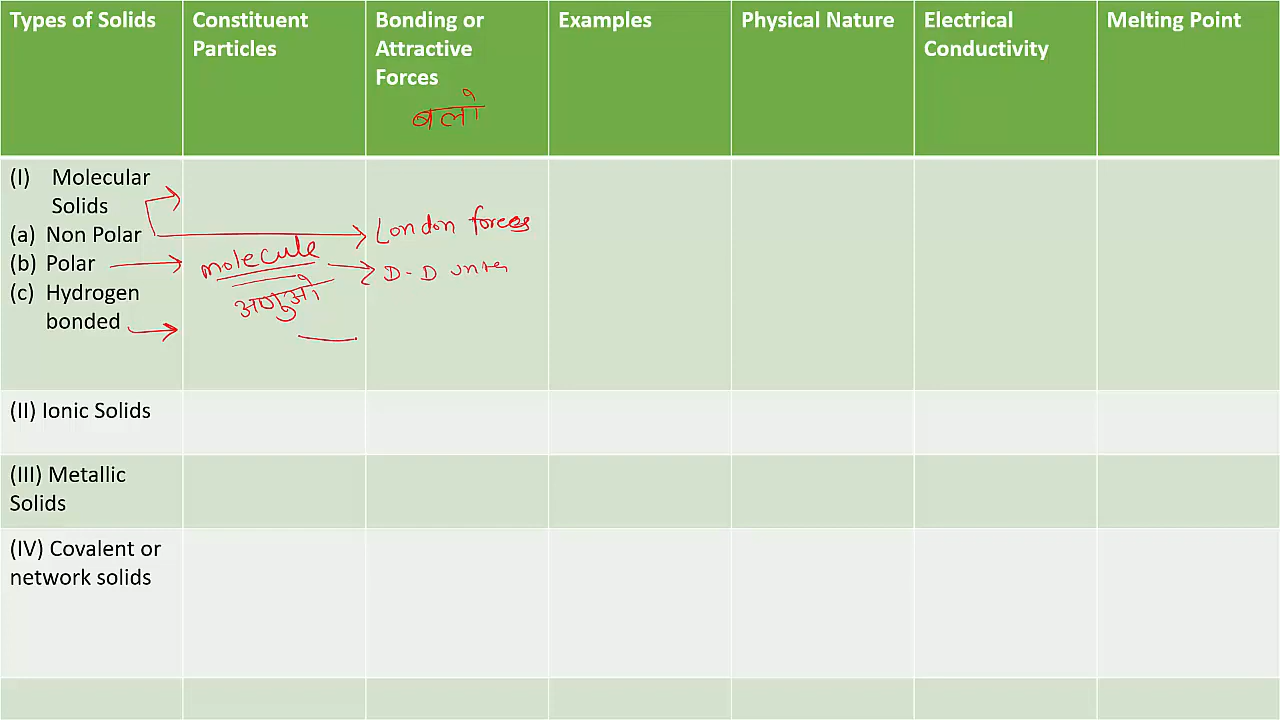 Types of Solids
Constituent
Particles
Bonding or
Attractive
Forces
बलो
Examples
Physical Nature
Electrical
Conductivity
Melting Point
(I) Molecular
Solids
(a) Non Polar
(b) Polar
(c) Hydrogen
bonded
molecule
अणुओ
London forces
D-D
(II) Ionic Solids
(III) Metallic
Solids
(IV) Covalent or
network solids